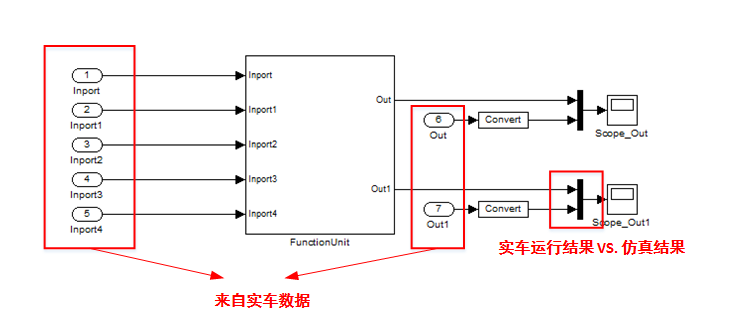 1
Inport
2
Inport1
3
Inport2
4
Inport3
5
Inport4
Inport
Inport1
Inport2
Inport3
Inport4
Out
Out1
FunctionUnit
6
Out
Convert
Scope_Out
7
Out1
Convert
Scope_Out1
实车运行结果 VS. 仿真结果
来自实车数据